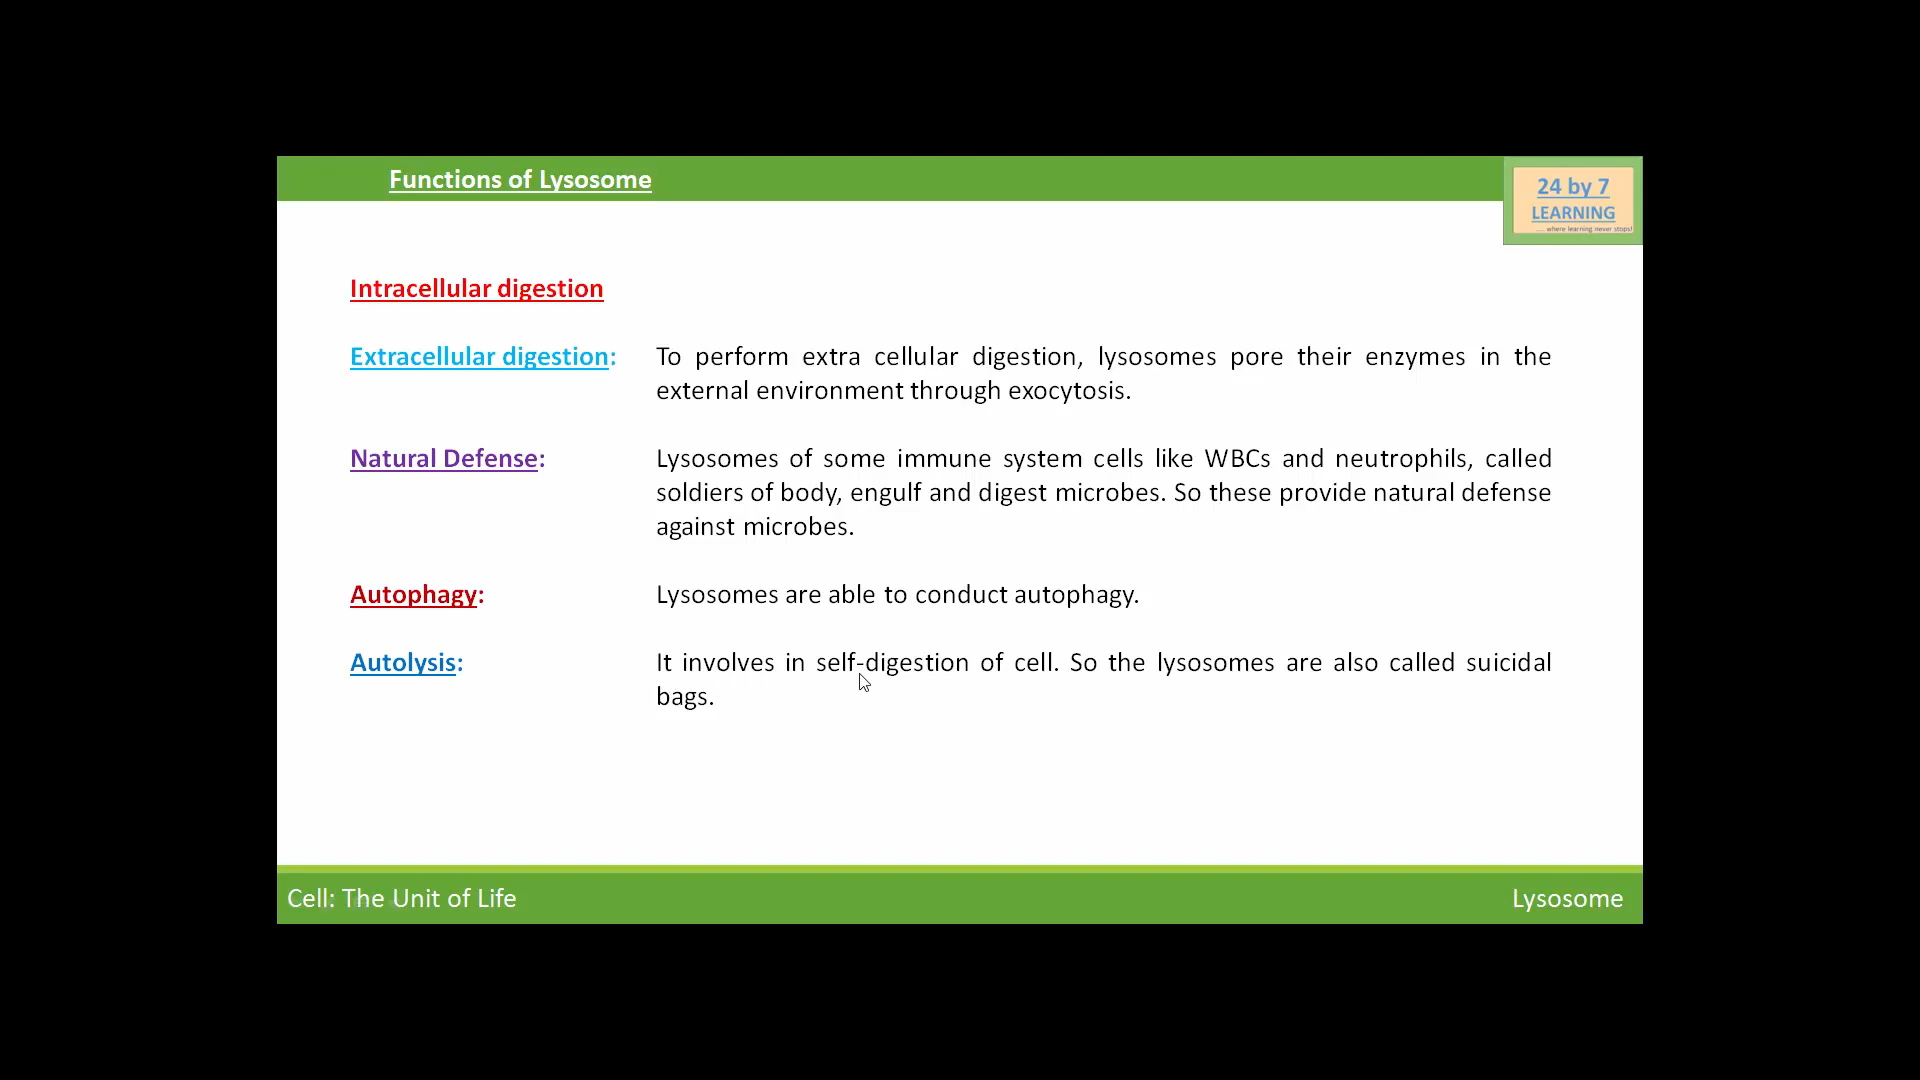 Functions of Lysosome
24 by 7
LEARNING
.... where learning never stops!
Intracellular digestion
Extracellular digestion: To perform extra cellular digestion, lysosomes pore their enzymes in the
external environment through exocytosis.
Natural Defense: Lysosomes of some immune system cells like WBCs and neutrophils, called
soldiers of body, engulf and digest microbes. So these provide natural defense
against microbes.
Autophagy: Lysosomes are able to conduct autophagy.
Autolysis: It involves in self-digestion of cell. So the lysosomes are also called suicidal
bags.
Cell: The Unit of Life Lysosome